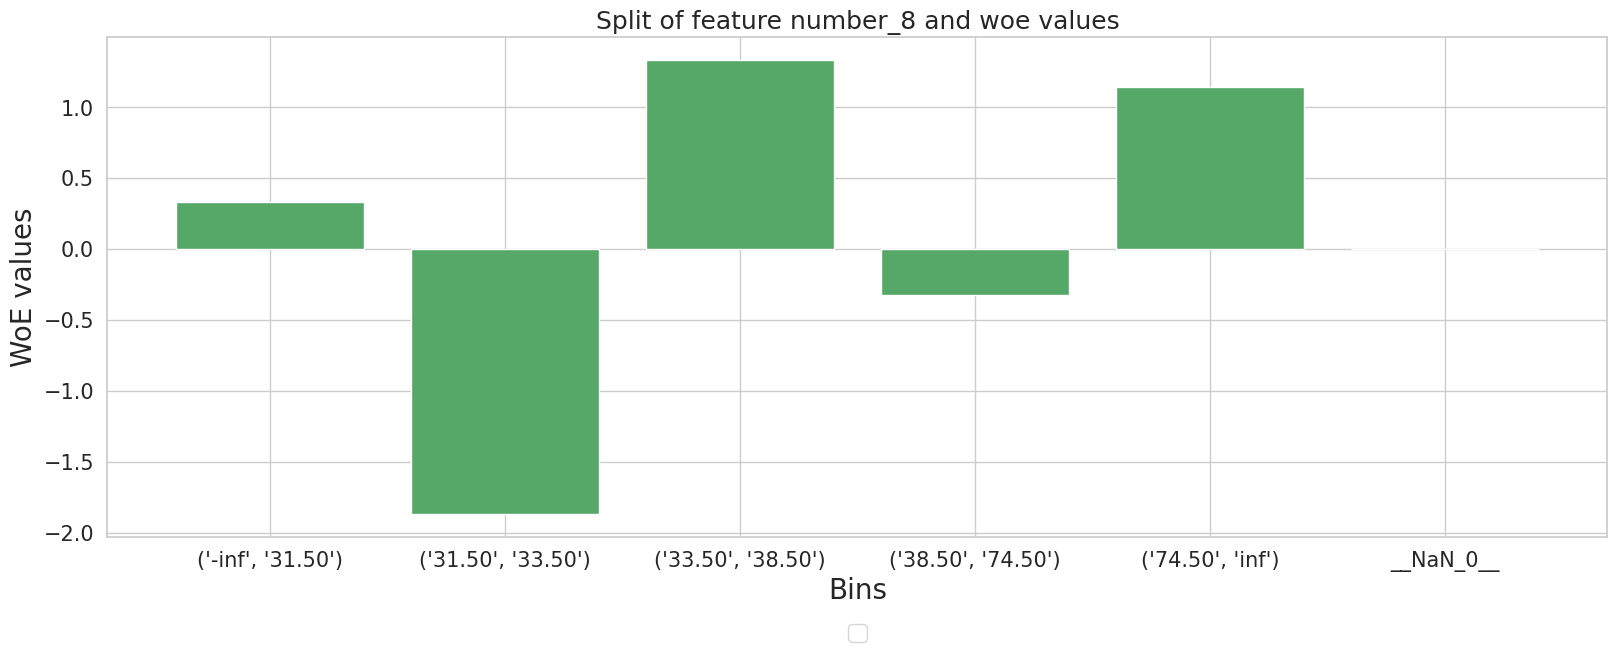 Split of feature number_8 and woe values
WoE values
1.0
0.5
0.0
−0.5
−1.0
−1.5
−2.0
('-inf', '31.50')
('31.50', '33.50')
('33.50', '38.50')
('38.50', '74.50')
('74.50', 'inf')
__NaN_0__
Bins